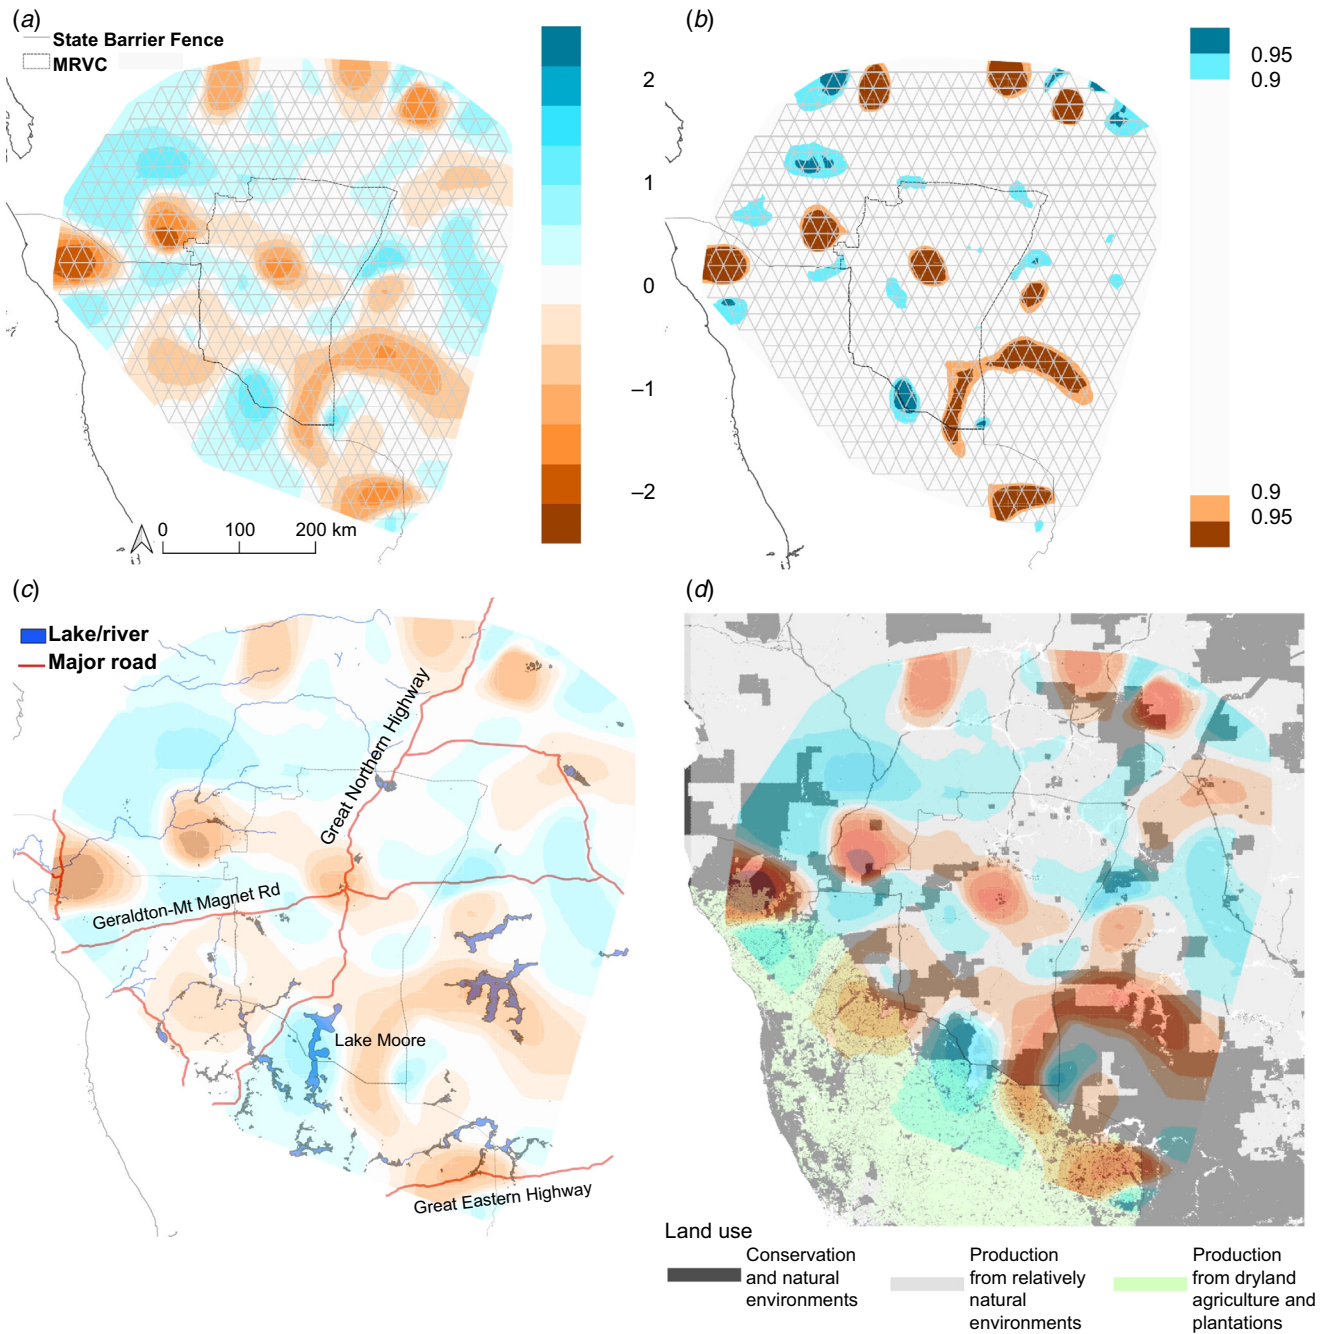 (a)
State Barrier Fence
MRVC
2
1
0
–1
–2
0
100
200 km
(b)
0.95
0.9
0.9
0.95
(c)
Lake/river
Major road
Great Northern Highway
Geraldton-Mt Magnet Rd
Lake Moore
Great Eastern Highway
(d)
Land use
Conservation
and natural
environments
Production
from relatively
natural
environments
Production
from dryland
agriculture and
plantations